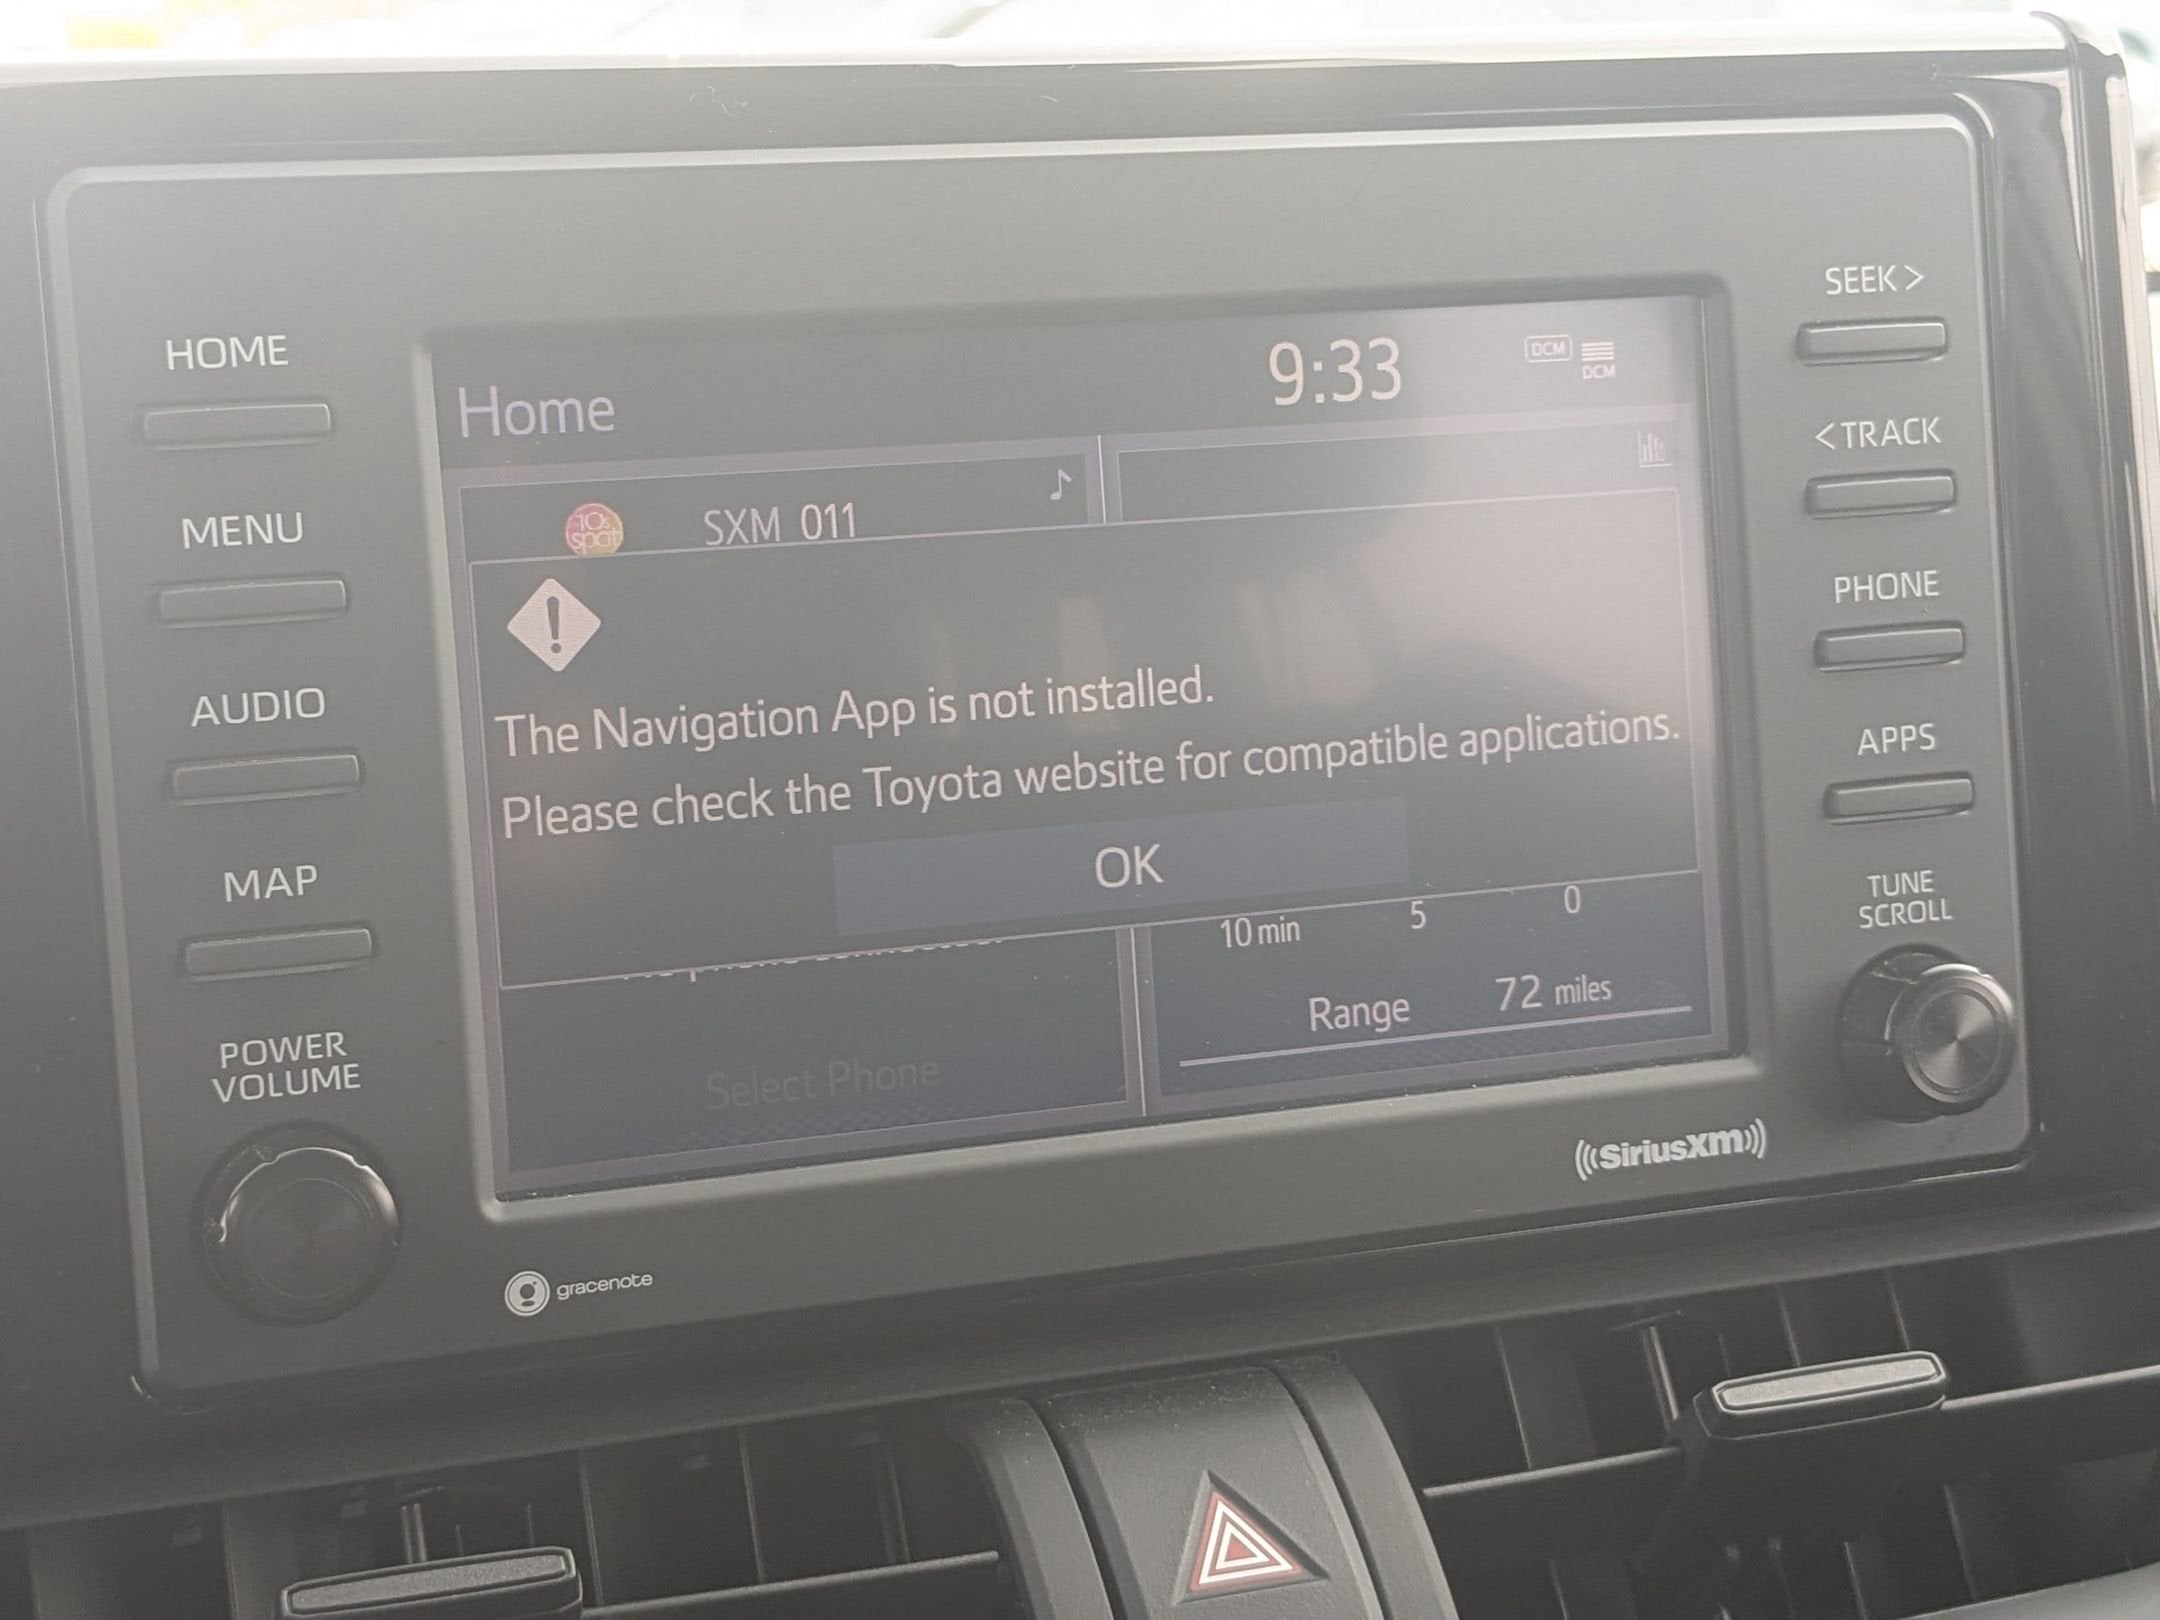 HOME
MENU
AUDIO
MAP
POWER
VOLUME
Home
9:33
DCM
DCM
10s
spot
SXM 011
The Navigation App is not installed.
Please check the Toyota website for compatible applications.
OK
10 min 5 0
Range 72 miles
Select Phone
SEEK >
< TRACK
PHONE
APPS
TUNE
SCROLL
SiriusXM
gracenote